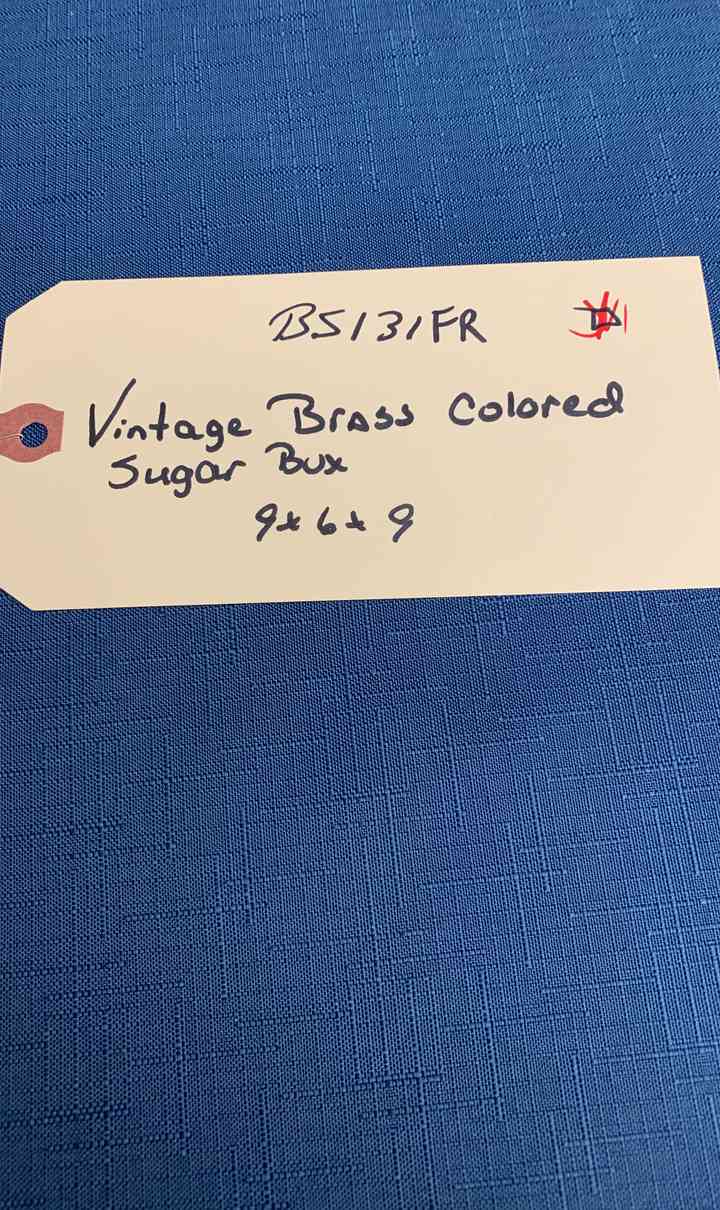 BS131FR
Vintage Brass Colored
Sugar Box
9x6x9